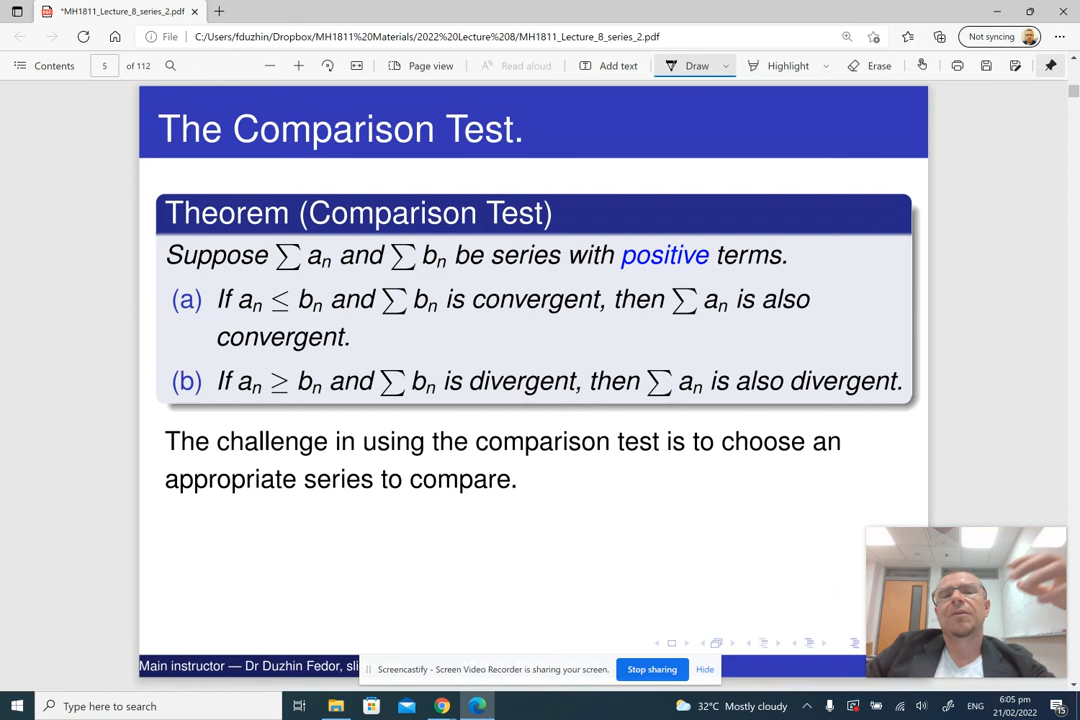 *MH1811_Lecture_8_series_2.pdf
File
C:/Users/fduzhin/Dropbox/MH1811%20Materials/2022%20Lecture%208/MH1811_Lecture_8_series_2.pdf
Not syncing
Contents
5
of 112
Page view
Read aloud
Add text
Draw
Highlight
Erase
The Comparison Test.
Theorem (Comparison Test)
Suppose ∑ aₙ and ∑ bₙ be series with positive terms.
(a) If aₙ ≤ bₙ and ∑ bₙ is convergent, then ∑ aₙ is also
convergent.
(b) If aₙ ≥ bₙ and ∑ bₙ is divergent, then ∑ aₙ is also divergent.
The challenge in using the comparison test is to choose an
appropriate series to compare.
Main instructor — Dr Duzhin Fedor, sli
Screencastify - Screen Video Recorder is sharing your screen.
Stop sharing
Hide
Type here to search
32°C Mostly cloudy
ENG
6:05 pm
21/02/2022
15